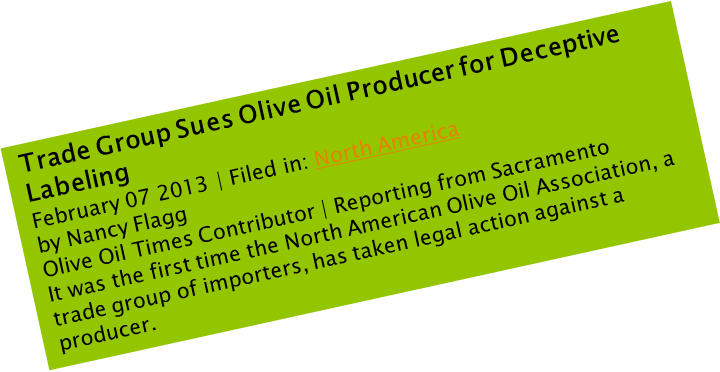 Trade Group Sues Olive Oil Producer for Deceptive
Labeling
February 07 2013 | Filed in: North America
by Nancy Flagg
Olive Oil Times Contributor | Reporting from Sacramento
It was the first time the North American Olive Oil Association, a
trade group of importers, has taken legal action against a
producer.